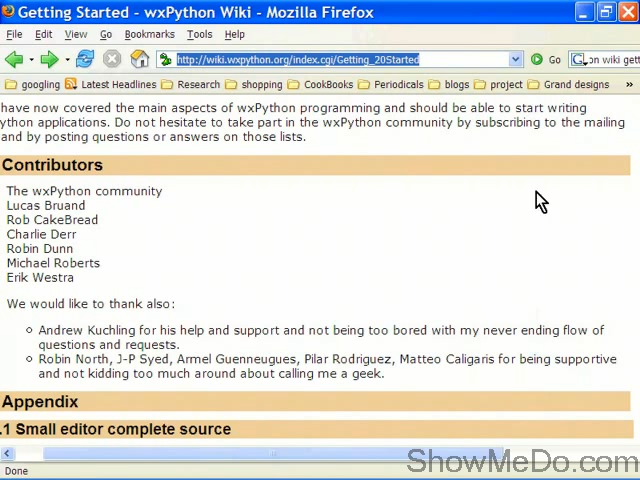 Getting Started - wxPython Wiki - Mozilla Firefox
File Edit View Go Bookmarks Tools Help
http://wiki.wxpython.org/index.cgi/Getting_20Started Go G on wiki gett
googling Latest Headlines Research shopping CookBooks Periodicals blogs project Grand designs »
have now covered the main aspects of wxPython programming and should be able to start writing
ython applications. Do not hesitate to take part in the wxPython community by subscribing to the mailing
and by posting questions or answers on those lists.
Contributors
The wxPython community
Lucas Bruand
Rob CakeBread
Charlie Derr
Robin Dunn
Michael Roberts
Erik Westra
We would like to thank also:
Andrew Kuchling for his help and support and not being too bored with my never ending flow of
questions and requests.
Robin North, J-P Syed, Armel Guenneugues, Pilar Rodriguez, Matteo Caligaris for being supportive
and not kidding too much around about calling me a geek.
Appendix
.1 Small editor complete source
Done
ShowMeDo.com